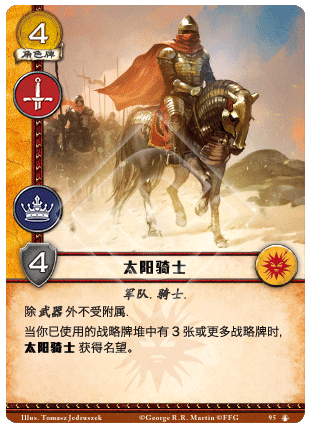 4
角色牌
4
太阳骑士
军队. 骑士.
除 武器 外不受附属.
当你已使用的战略牌堆中有 3 张或更多战略牌时,
太阳骑士 获得名望。
Illus. Tomasz Jedruszek ©George R.R. Martin ©FFG 95